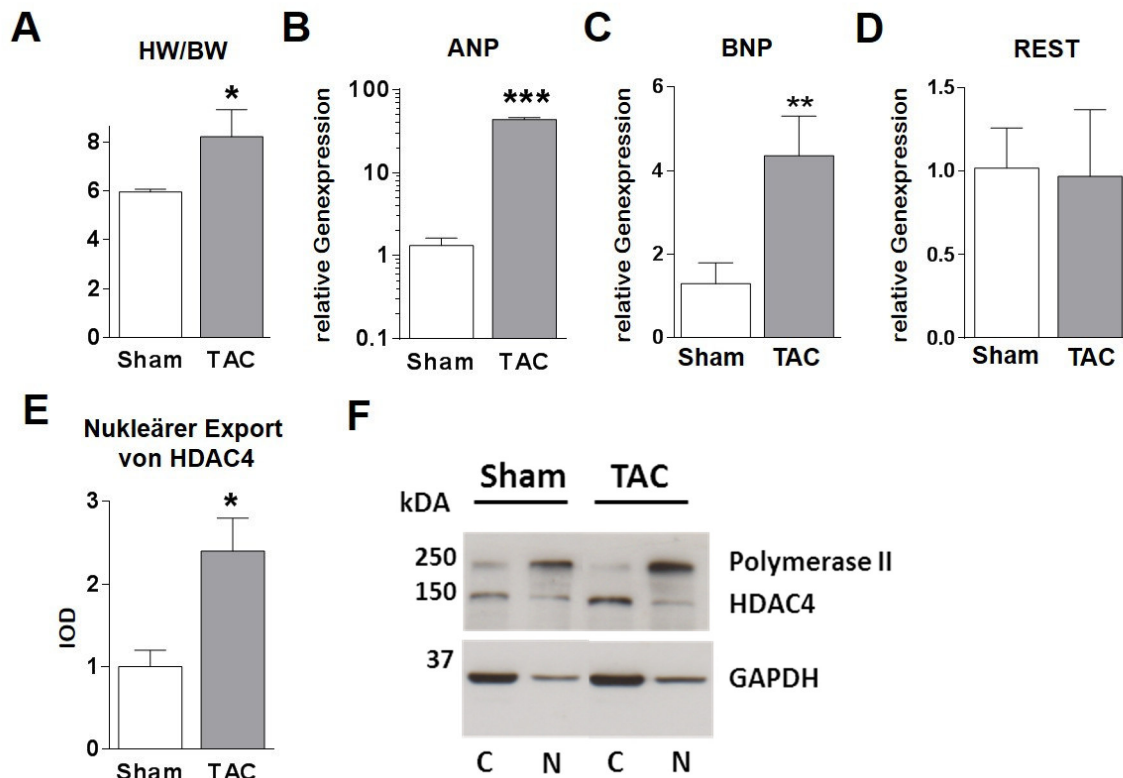 A
HW/BW
*
8
6
4
2
0
Sham TAC
B
ANP
relative Genexpression
***
100
10
1
0.1
Sham TAC
C
BNP
relative Genexpression
**
6
4
2
0
Sham TAC
D
REST
relative Genexpression
1.5
1.0
0.5
0.0
Sham TAC
E
Nukleärer Export
von HDAC4
IOD
*
3
2
1
0
Sham TAC
F
Sham TAC
kDA
250
150
37
Polymerase II
HDAC4
GAPDH
C N C N